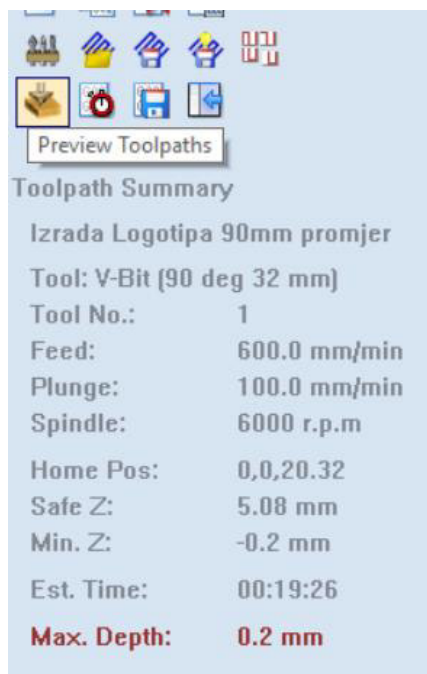 Preview Toolpaths
Toolpath Summary
Izrada Logotipa 90mm promjer
Tool: V-Bit (90 deg 32 mm)
Tool No.: 1
Feed: 600.0 mm/min
Plunge: 100.0 mm/min
Spindle: 6000 r.p.m
Home Pos: 0,0,20.32
Safe Z: 5.08 mm
Min. Z: -0.2 mm
Est. Time: 00:19:26
Max. Depth: 0.2 mm